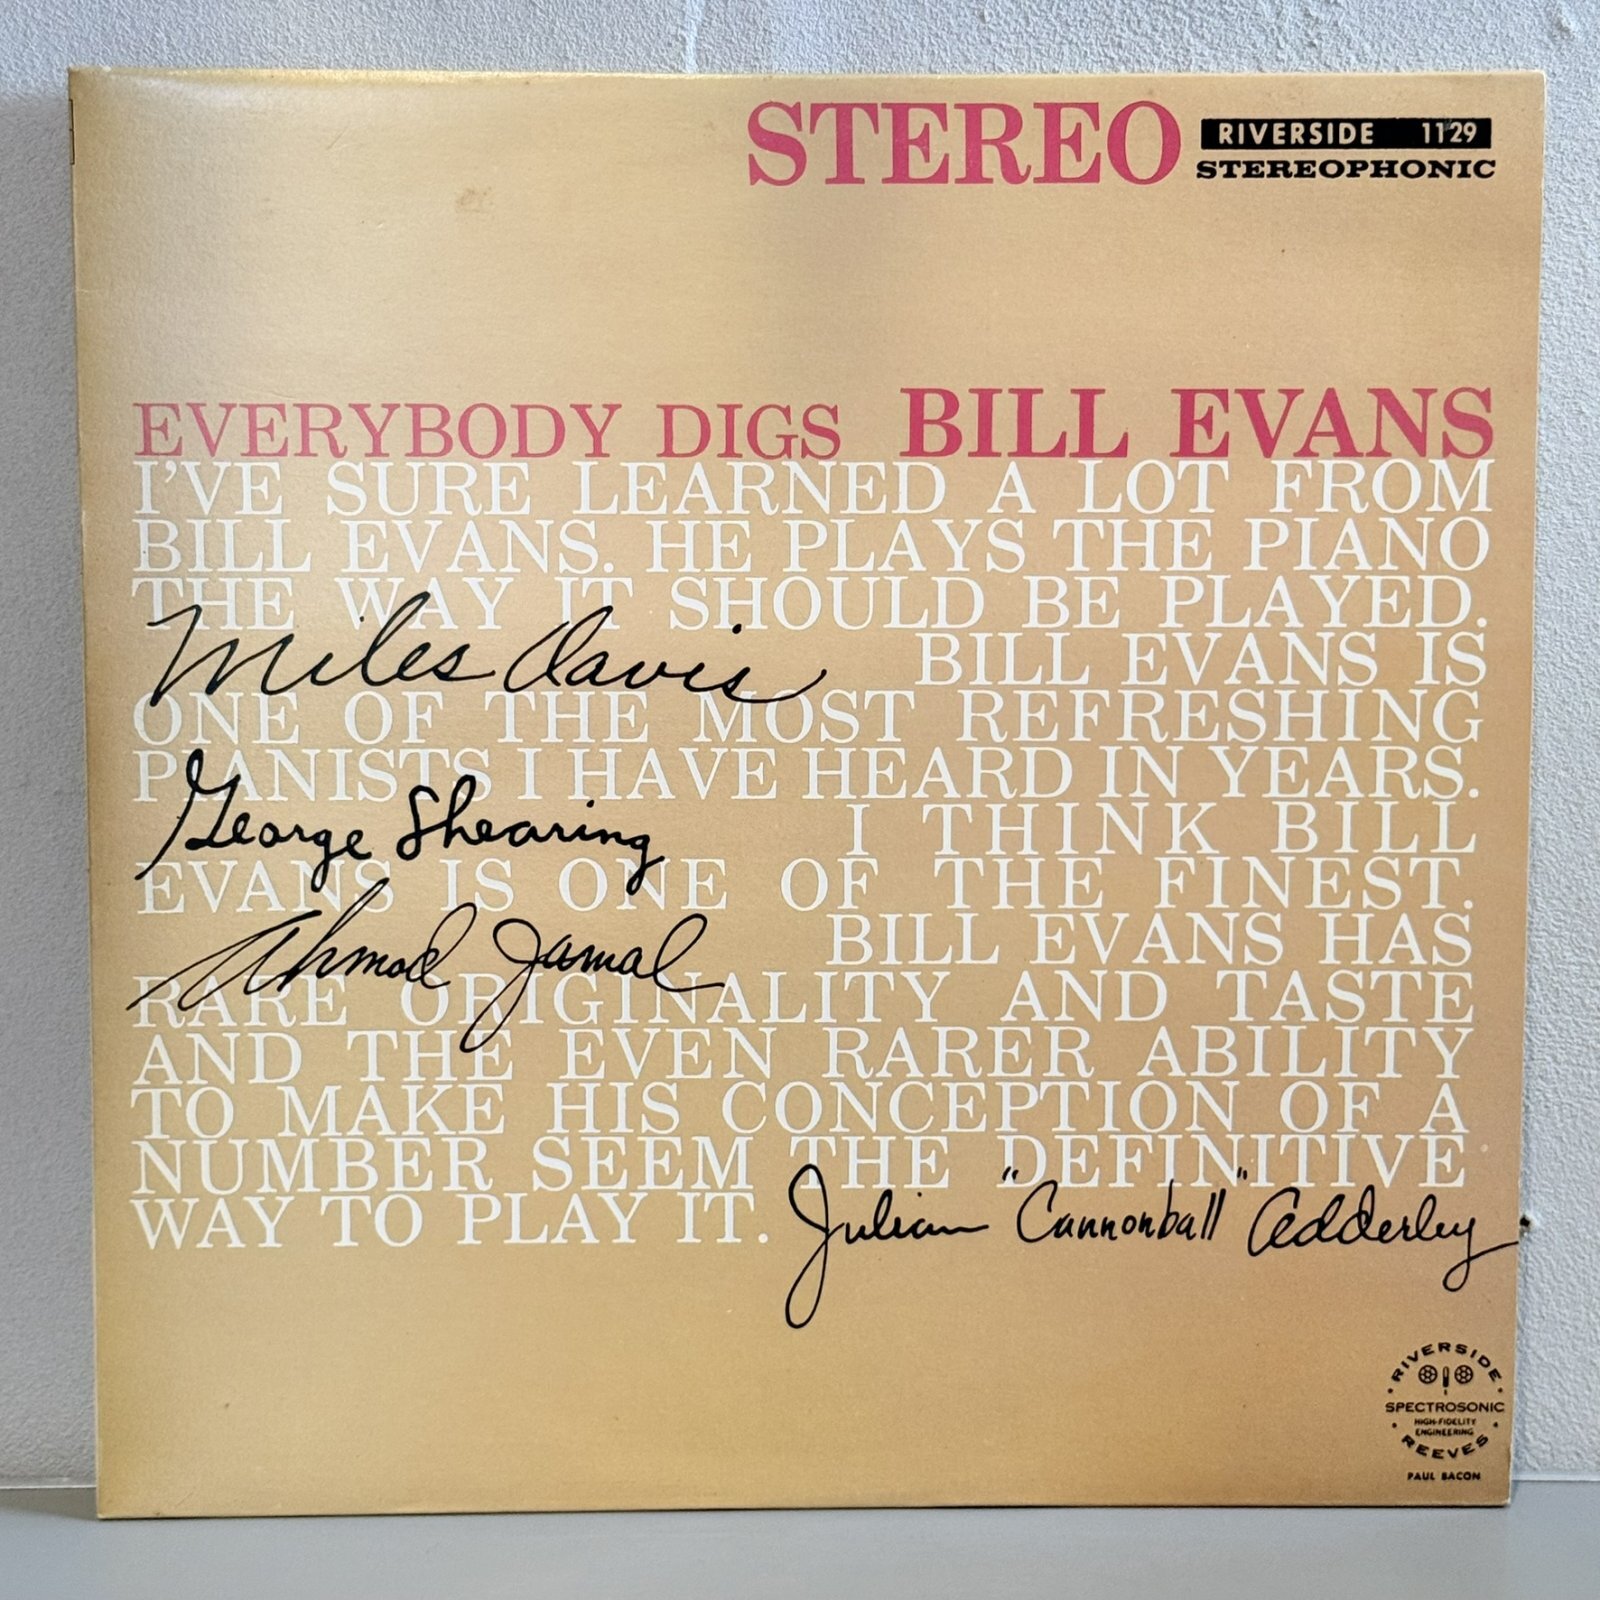 STEREO RIVERSIDE 1129
STEREOPHONIC
EVERYBODY DIGS BILL EVANS
I'VE SURE LEARNED A LOT FROM
BILL EVANS. HE PLAYS THE PIANO
THE WAY IT SHOULD BE PLAYED.
Miles Davis BILL EVANS IS
ONE OF THE MOST REFRESHING
PIANISTS I HAVE HEARD IN YEARS.
George Shearing I THINK BILL
EVANS IS ONE OF THE FINEST.
Ahmad Jamal BILL EVANS HAS
RARE ORIGINALITY AND TASTE
AND THE EVEN RARER ABILITY
TO MAKE HIS CONCEPTION OF A
NUMBER SEEM THE DEFINITIVE
WAY TO PLAY IT. Julian "Cannonball" Adderley
RIVERSIDE
SPECTROSONIC
HIGH-FIDELITY
ENGINEERING
REEVES
PAUL BACON